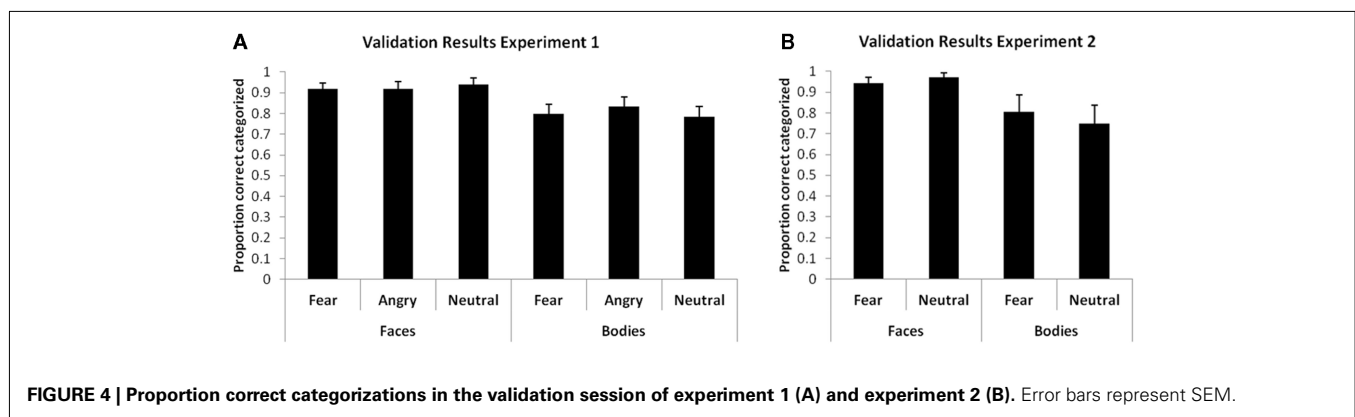 A
Validation Results Experiment 1
Proportion correct categorized
1
0.9
0.8
0.7
0.6
0.5
0.4
0.3
0.2
0.1
0
Fear Angry Neutral Fear Angry Neutral
Faces Bodies
B
Validation Results Experiment 2
Proportion correct categorized
1
0.9
0.8
0.7
0.6
0.5
0.4
0.3
0.2
0.1
0
Fear Neutral Fear Neutral
Faces Bodies
FIGURE 4 | Proportion correct categorizations in the validation session of experiment 1 (A) and experiment 2 (B). Error bars represent SEM.